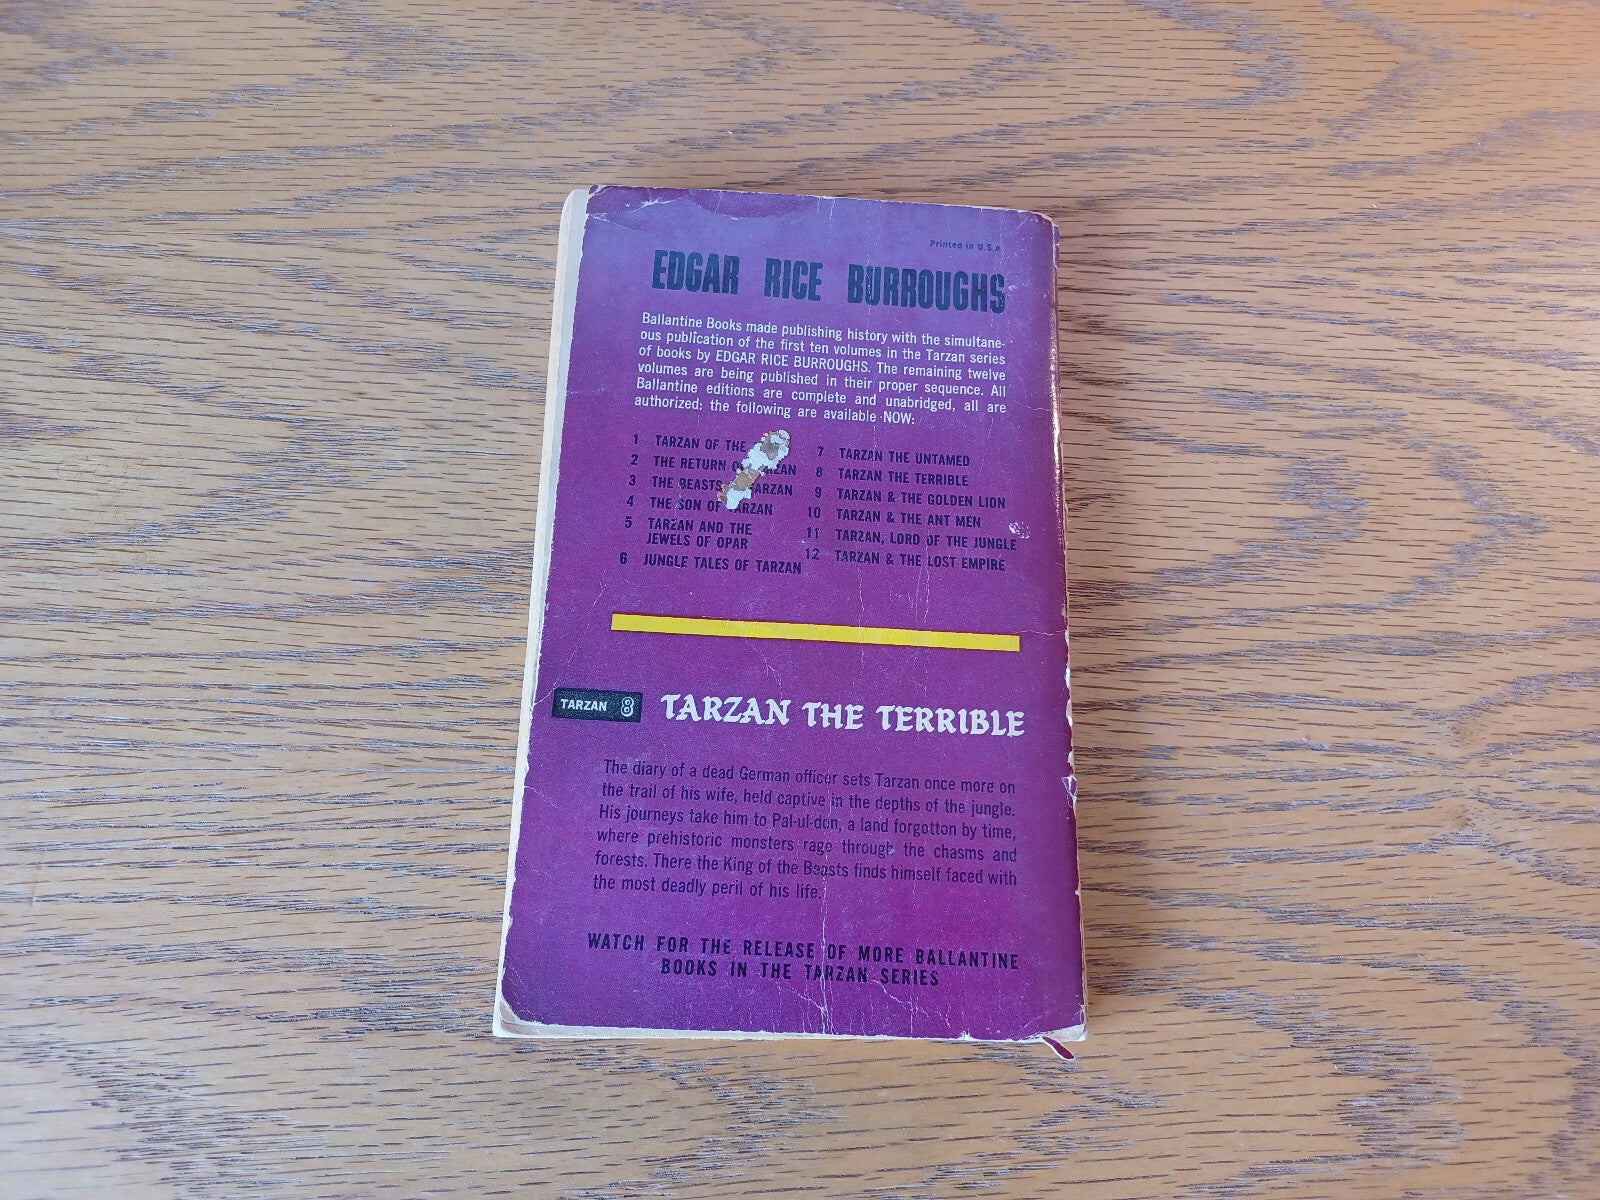 Printed in U.S.A
EDGAR RICE BURROUGHS
Ballantine Books made publishing history with the simultane-
ous publication of the first ten volumes in the Tarzan series
of books by EDGAR RICE BURROUGHS. The remaining twelve
volumes are being published in their proper sequence. All
Ballantine editions are complete and unabridged, all are
authorized; the following are available NOW:
1 TARZAN OF THE
2 THE RETURN OF TARZAN
3 THE BEASTS TARZAN
4 THE SON OF TARZAN
5 TARZAN AND THE
JEWELS OF OPAR
6 JUNGLE TALES OF TARZAN
7 TARZAN THE UNTAMED
8 TARZAN THE TERRIBLE
9 TARZAN & THE GOLDEN LION
10 TARZAN & THE ANT MEN
11 TARZAN, LORD OF THE JUNGLE
12 TARZAN & THE LOST EMPIRE
TARZAN 8 TARZAN THE TERRIBLE
The diary of a dead German officer sets Tarzan once more on
the trail of his wife, held captive in the depths of the jungle.
His journeys take him to Pal-ul-don, a land forgotton by time,
where prehistoric monsters rage through the chasms and
forests. There the King of the Beasts finds himself faced with
the most deadly peril of his life.
WATCH FOR THE RELEASE OF MORE BALLANTINE
BOOKS IN THE TARZAN SERIES